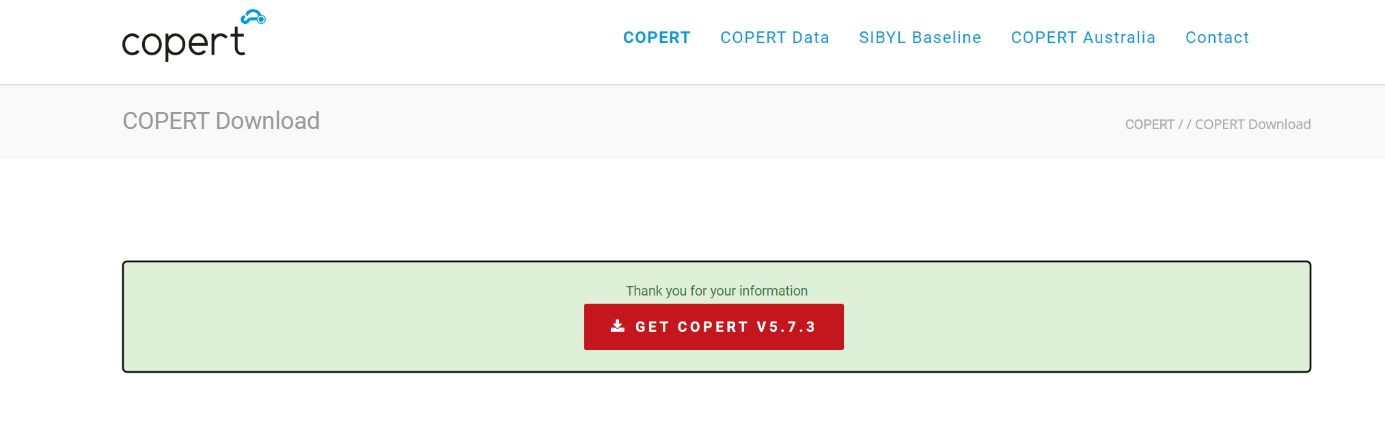 copert
COPERT COPERT Data SIBYL Baseline COPERT Australia Contact
COPERT Download
COPERT / / COPERT Download
Thank you for your information
GET COPERT V5.7.3